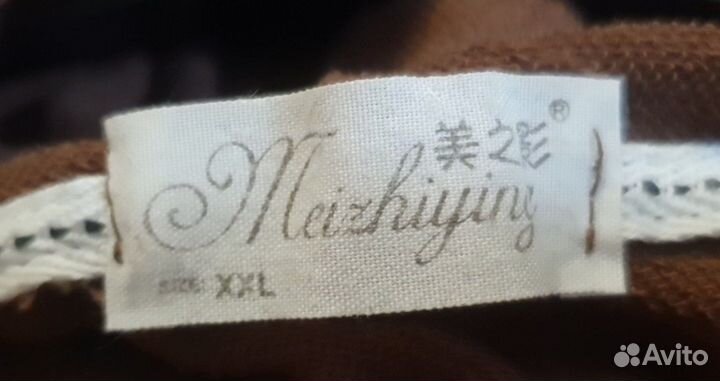 美之影®
Meizhiying
SIZE: XXL
Avito